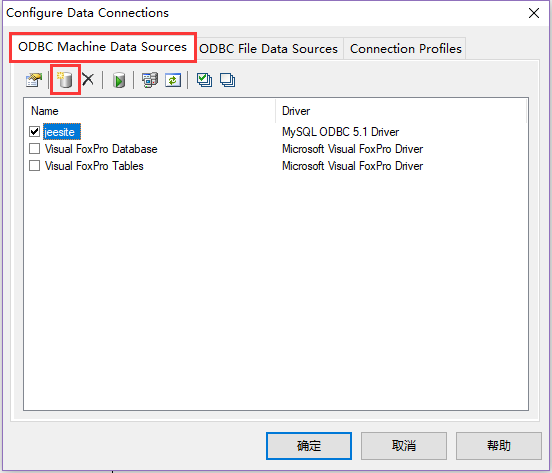 Configure Data Connections
ODBC Machine Data Sources ODBC File Data Sources Connection Profiles
Name Driver
jeesite MySQL ODBC 5.1 Driver
Visual FoxPro Database Microsoft Visual FoxPro Driver
Visual FoxPro Tables Microsoft Visual FoxPro Driver
确定 取消 帮助